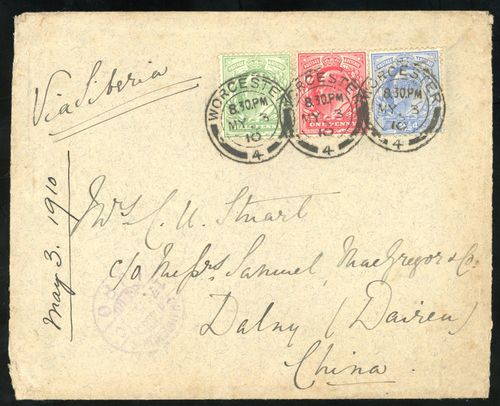 Via Siberia
WORCESTER
8.30PM
MY 3
10
4
WORCESTER
8.30PM
MY 3
10
4
WORCESTER
8.30PM
MY 3
10
4
ONE PENNY
May 3. 1910
Mrs C. U. Stuart
c/o Messrs Samuel, MacGregor & Co.
Dalny (Dairen)
China